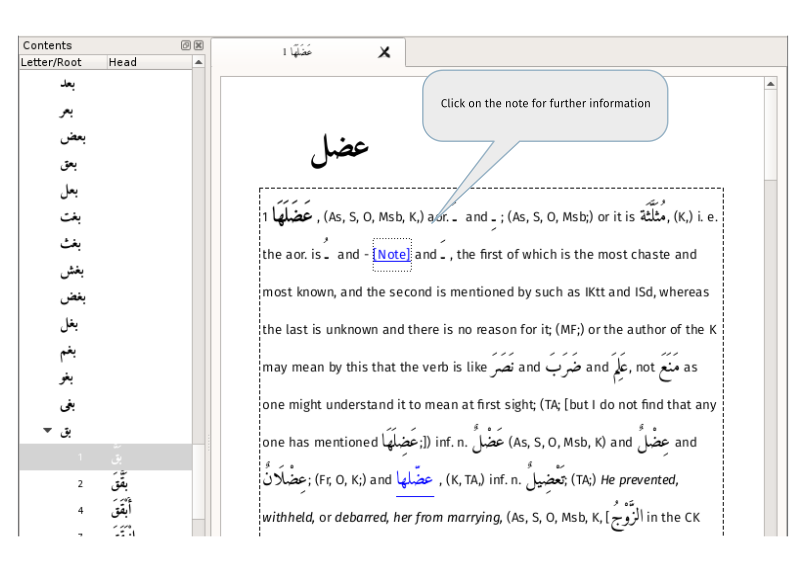 Contents
Letter/Root Head
بعد
بعر
بعض
بعق
بعل
بغت
بغث
بغش
بغض
بغل
بغم
بغو
بغى
بق
1 بَقَّ
2 بَقَّقَ
4 أَبْقَقَ
عَضَلَهَا 1
Click on the note for further information
عضل
1 عَضَلَهَا , (As, S, O, Msb, K,) aor. ـُ and ـِ ; (As, S, O, Msb;) or it is مُثَلَّثَة, (K,) i. e.
the aor. is ـُ and - [Note] and ـَ , the first of which is the most chaste and
most known, and the second is mentioned by such as IKtt and ISd, whereas
the last is unknown and there is no reason for it; (MF;) or the author of the K
may mean by this that the verb is like نَصَرَ and ضَرَبَ and عَلِمَ, not مَنَعَ as
one might understand it to mean at first sight; (TA; [but I do not find that any
one has mentioned عَضِلَهَا;]) inf. n. عَضْلٌ (As, S, O, Msb, K) and عِضْلٌ and
عِضْلَانٌ; (Fr, O, K;) and عضّلها , (K, TA,) inf. n. تَعْضِيلٌ; (TA;) He prevented,
withheld, or debarred, her from marrying, (As, S, O, Msb, K, [الزَّوْجُ in the CK